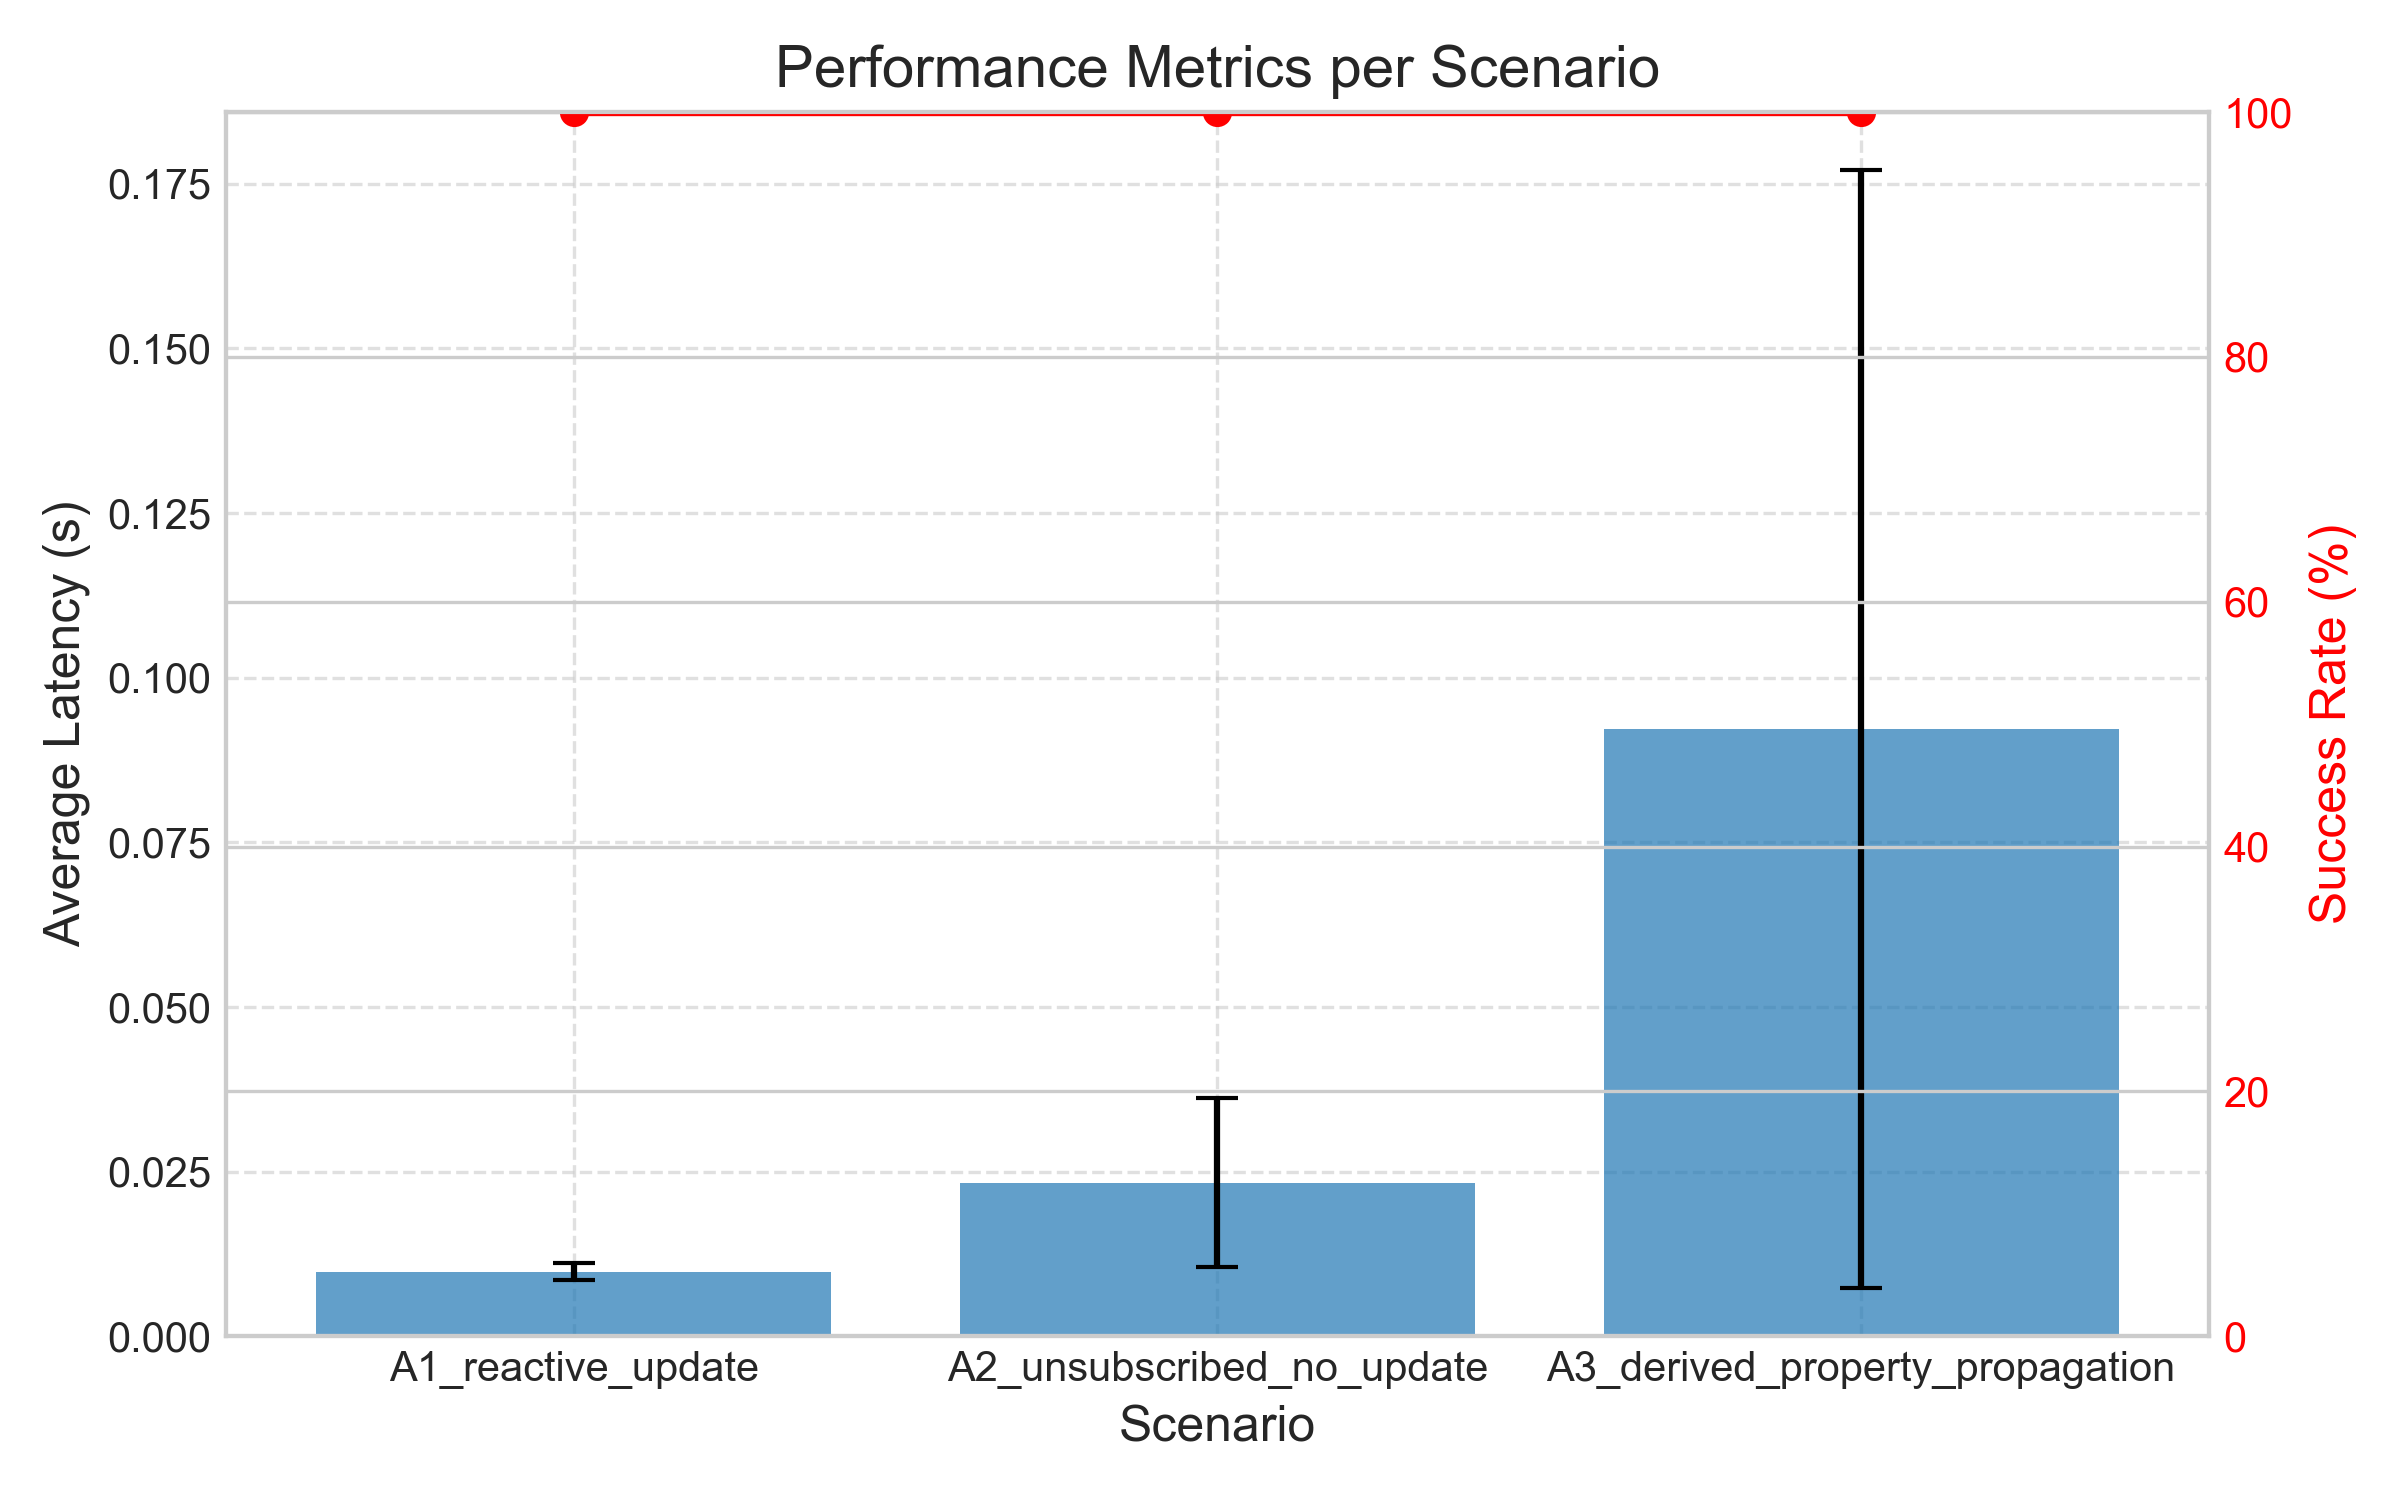 Performance Metrics per Scenario
100
0.175
0.150
80
0.125
60
0.100
0.075
40
0.050
20
0.025
0.000
0
Average Latency (s)
Success Rate (%)
A1_reactive_update
A2_unsubscribed_no_update
A3_derived_property_propagation
Scenario